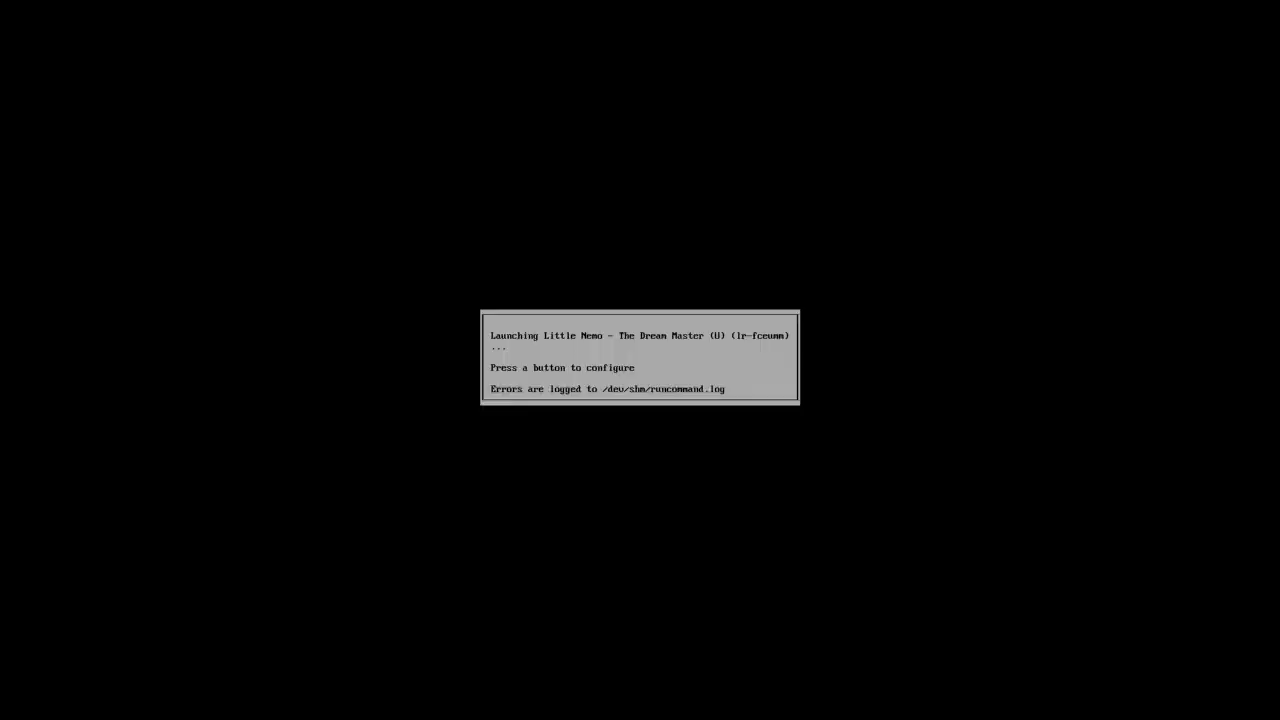 Launching Little Nemo - The Dream Master (U) (lr-fceumm)
...
Press a button to configure
Errors are logged to /dev/shm/runcommand.log